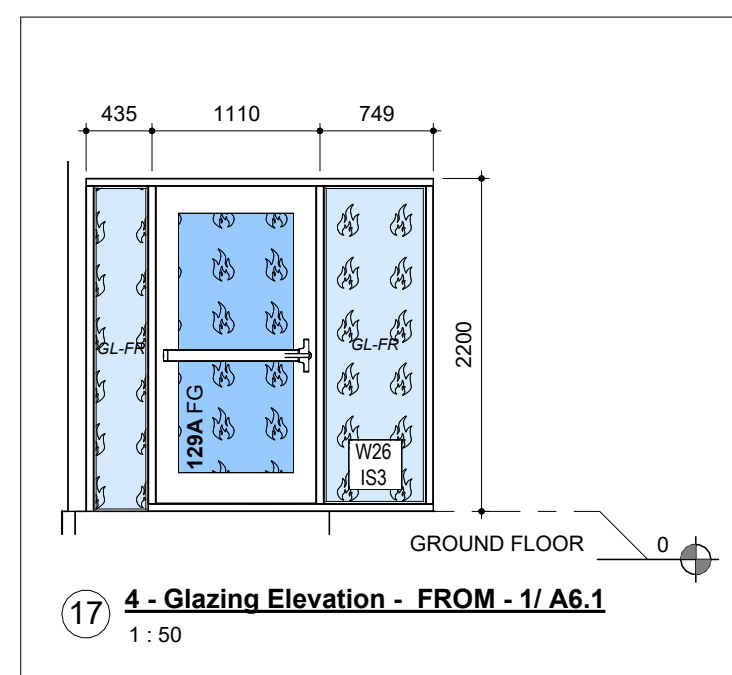 435 1110 749
2200
GL-FR
GL-FR
129A FG
W26
IS3
GROUND FLOOR 0
17 4 - Glazing Elevation - FROM - 1/ A6.1
1 : 50